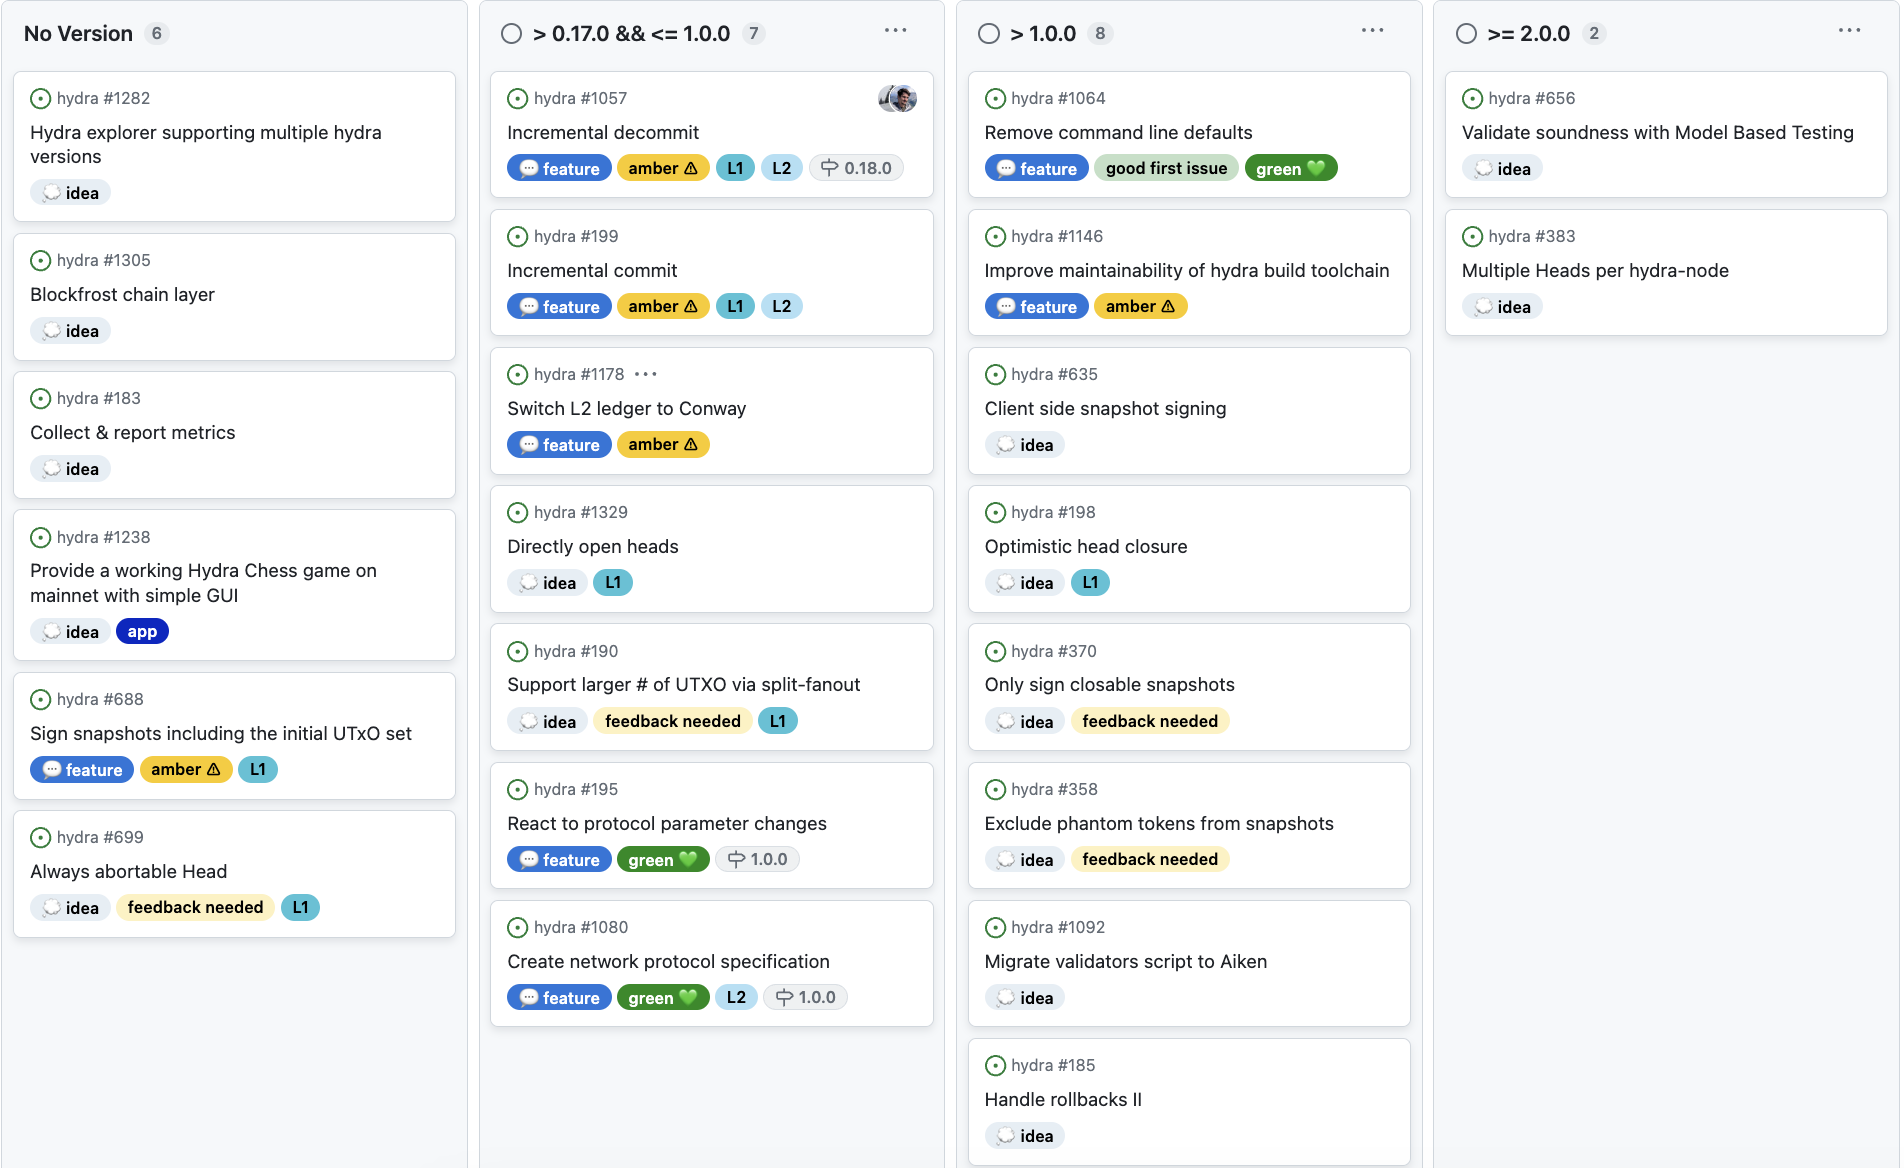 No Version 6
hydra #1282
Hydra explorer supporting multiple hydra
versions
idea
hydra #1305
Blockfrost chain layer
idea
hydra #183
Collect & report metrics
idea
hydra #1238
Provide a working Hydra Chess game on
mainnet with simple GUI
idea app
hydra #688
Sign snapshots including the initial UTxO set
feature amber L1
hydra #699
Always abortable Head
idea feedback needed L1
> 0.17.0 && <= 1.0.0 7
hydra #1057
Incremental decommit
feature amber L1 L2 0.18.0
hydra #199
Incremental commit
feature amber L1 L2
hydra #1178
Switch L2 ledger to Conway
feature amber
hydra #1329
Directly open heads
idea L1
hydra #190
Support larger # of UTXO via split-fanout
idea feedback needed L1
hydra #195
React to protocol parameter changes
feature green 1.0.0
hydra #1080
Create network protocol specification
feature green L2 1.0.0
> 1.0.0 8
hydra #1064
Remove command line defaults
feature good first issue green
hydra #1146
Improve maintainability of hydra build toolchain
feature amber
hydra #635
Client side snapshot signing
idea
hydra #198
Optimistic head closure
idea L1
hydra #370
Only sign closable snapshots
idea feedback needed
hydra #358
Exclude phantom tokens from snapshots
idea feedback needed
hydra #1092
Migrate validators script to Aiken
idea
hydra #185
Handle rollbacks II
idea
>= 2.0.0 2
hydra #656
Validate soundness with Model Based Testing
idea
hydra #383
Multiple Heads per hydra-node
idea